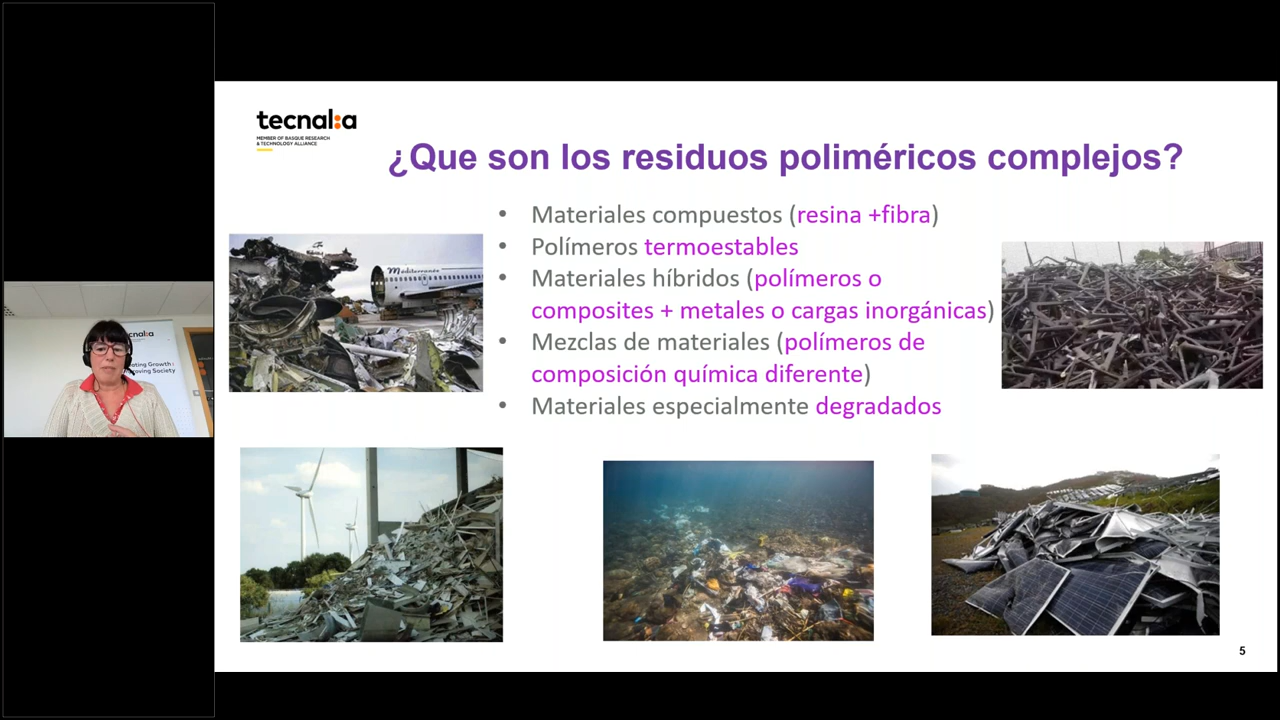 tecnal:a
MEMBER OF BASQUE RESEARCH
& TECHNOLOGY ALLIANCE
¿Que son los residuos poliméricos complejos?
• Materiales compuestos (resina +fibra)
• Polímeros termoestables
• Materiales híbridos (polímeros o
composites + metales o cargas inorgánicas)
• Mezclas de materiales (polímeros de
composición química diferente)
• Materiales especialmente degradados
Mediterranée
5